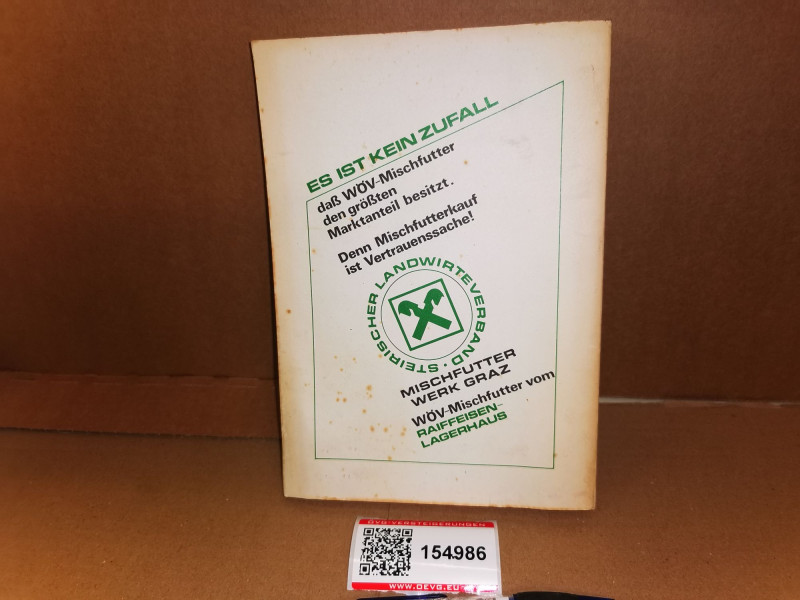 ES IST KEIN ZUFALL
daß WÖV-Mischfutter
den größten
Marktanteil besitzt.
Denn Mischfutterkauf
ist Vertrauenssache!
STEIRISCHER LANDWIRTEVERBAND ·
MISCHFUTTER
WERK GRAZ
WÖV-Mischfutter vom
RAIFFEISEN-
LAGERHAUS
OVG-VERSTEIGERUNGEN
154986
WWW.OEVG.EU